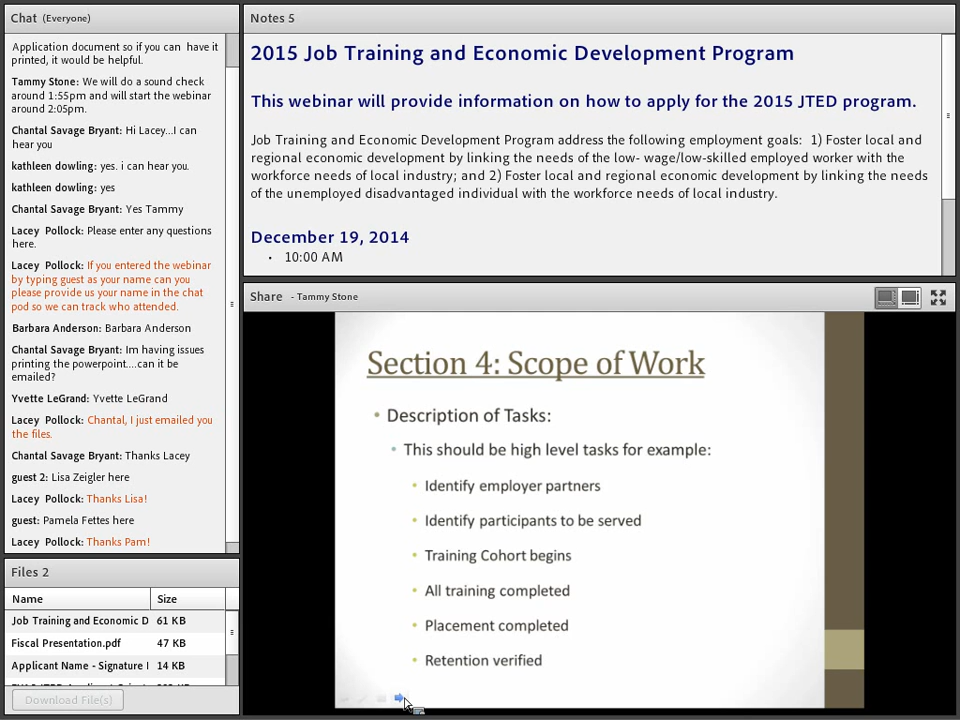 Chat (Everyone)
Application document so if you can have it
printed, it would be helpful.
Tammy Stone: We will do a sound check
around 1:55pm and will start the webinar
around 2:05pm.
Chantal Savage Bryant: Hi Lacey...I can
hear you
kathleen dowling: yes. i can hear you.
kathleen dowling: yes
Chantal Savage Bryant: Yes Tammy
Lacey Pollock: Please enter any questions
here.
Lacey Pollock: If you entered the webinar
by typing guest as your name can you
please provide us your name in the chat
pod so we can track who attended.
Barbara Anderson: Barbara Anderson
Chantal Savage Bryant: Im having issues
printing the powerpoint....can it be
emailed?
Yvette LeGrand: Yvette LeGrand
Lacey Pollock: Chantal, I just emailed you
the files.
Chantal Savage Bryant: Thanks Lacey
guest 2: Lisa Zeigler here
Lacey Pollock: Thanks Lisa!
guest: Pamela Fettes here
Lacey Pollock: Thanks Pam!
Files 2
Name Size
Job Training and Economic D 61 KB
Fiscal Presentation.pdf 47 KB
Applicant Name - Signature 14 KB
Download File(s)
Notes 5
2015 Job Training and Economic Development Program
This webinar will provide information on how to apply for the 2015 JTED program.
Job Training and Economic Development Program address the following employment goals: 1) Foster local and
regional economic development by linking the needs of the low- wage/low-skilled employed worker with the
workforce needs of local industry; and 2) Foster local and regional economic development by linking the needs
of the unemployed disadvantaged individual with the workforce needs of local industry.
December 19, 2014
• 10:00 AM
Share - Tammy Stone
Section 4: Scope of Work
• Description of Tasks:
• This should be high level tasks for example:
• Identify employer partners
• Identify participants to be served
• Training Cohort begins
• All training completed
• Placement completed
• Retention verified